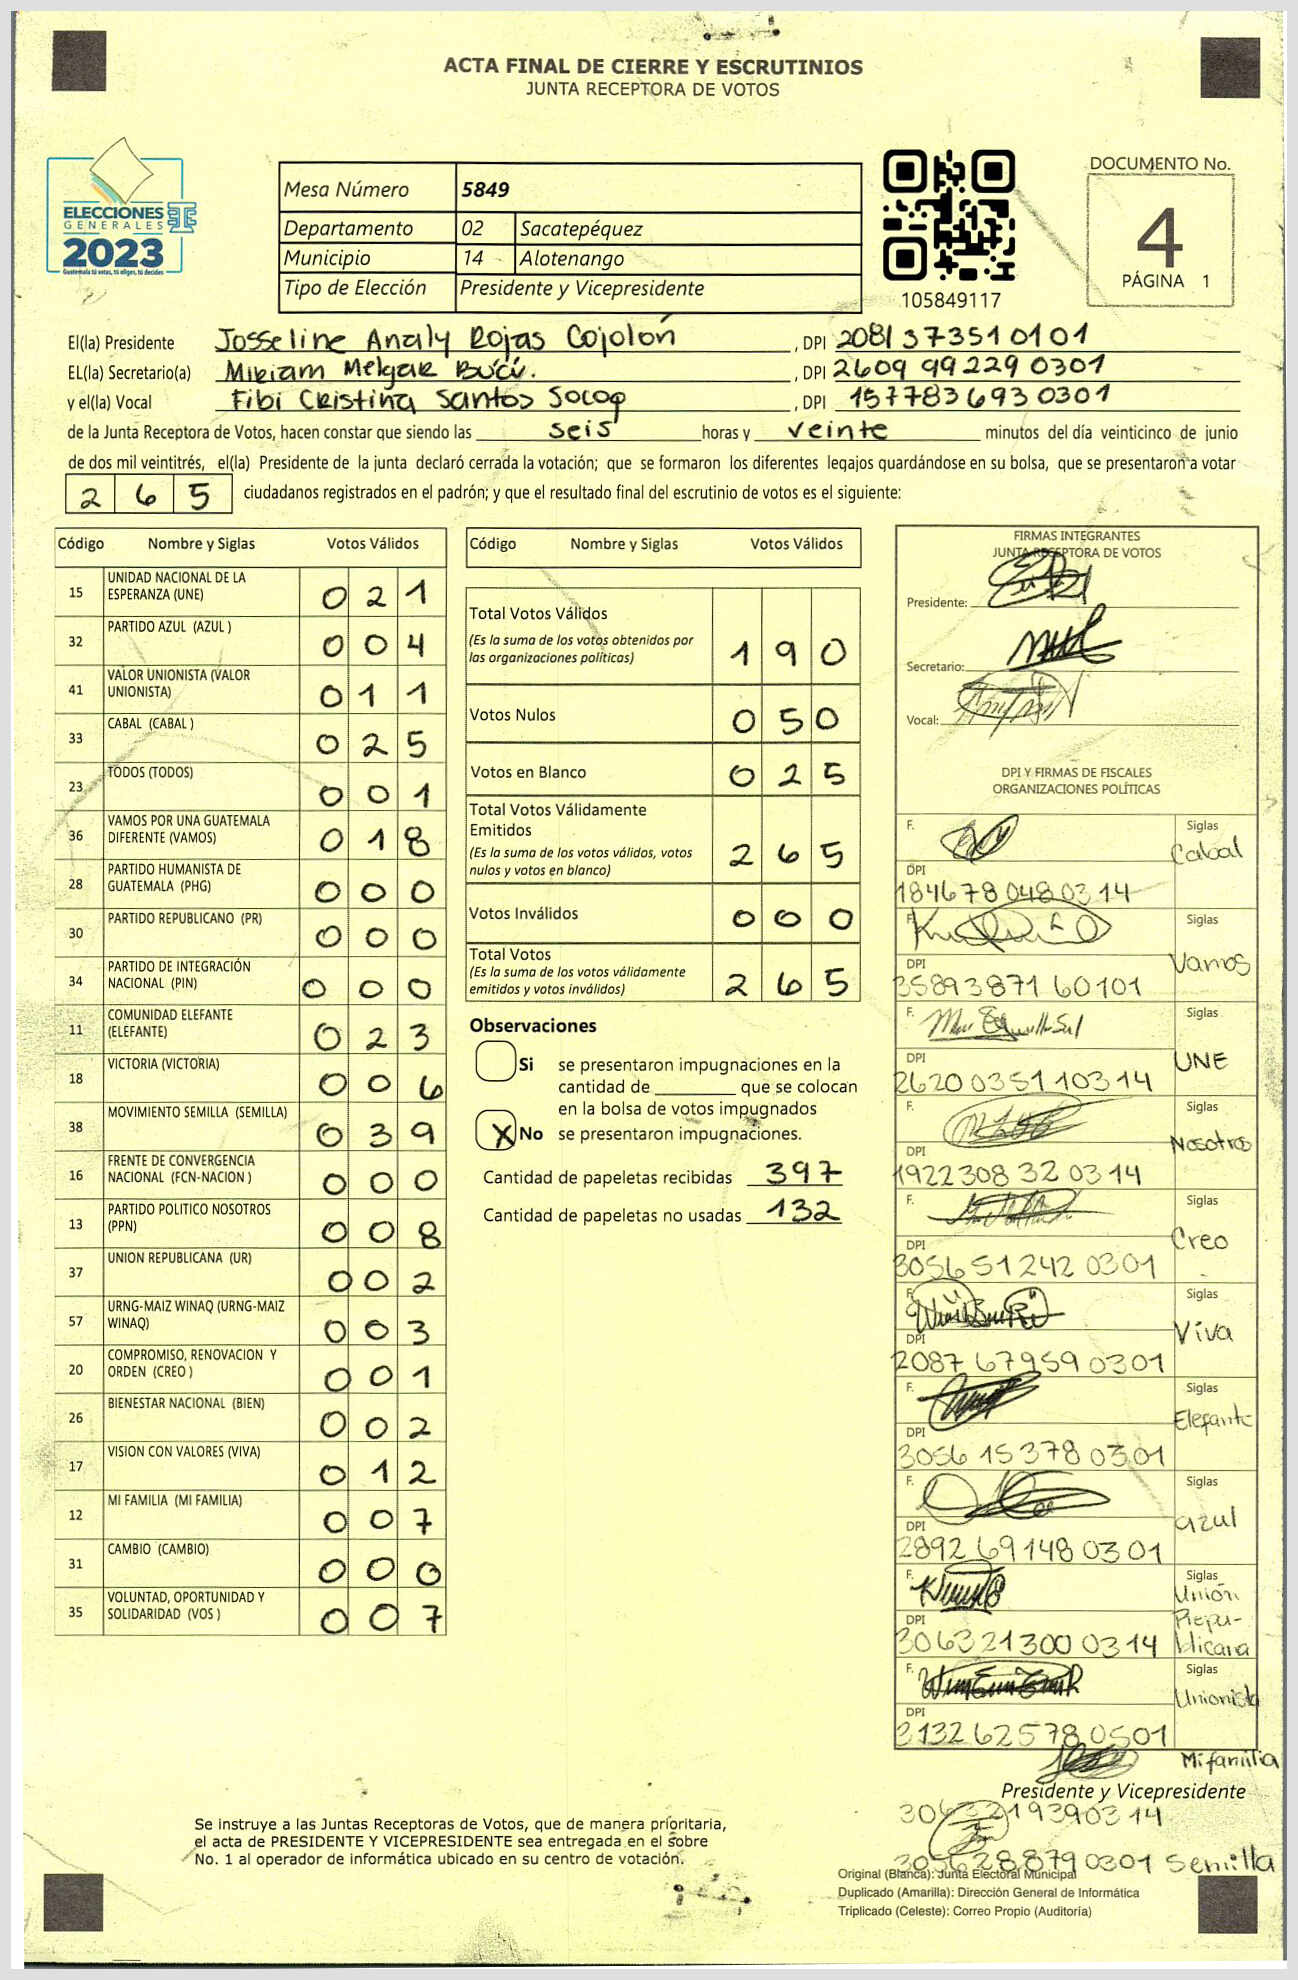 ACTA FINAL DE CIERRE Y ESCRUTINIOS
JUNTA RECEPTORA DE VOTOS
ELECCIONES
GENERALES
2023
Guatemala tú votas, tú eliges, tú decides
Mesa Número 5849
Departamento 02 Sacatepéquez
Municipio 14 Alotenango
Tipo de Elección Presidente y Vicepresidente
105849117
DOCUMENTO No.
4
PÁGINA 1
El(la) Presidente Josseline Analy Rojas Cojolón , DPI 2081373510101
EL(la) Secretario(a) Miriam Melgar Búcú. , DPI 2609 99229 0301
y el(la) Vocal Fibi Cristina Santos Socop , DPI 157783693 0301
de la Junta Receptora de Votos, hacen constar que siendo las seis horas y veinte minutos del día veinticinco de junio
de dos mil veintitrés, el(la) Presidente de la junta declaró cerrada la votación; que se formaron los diferentes legajos guardándose en su bolsa, que se presentaron a votar
2 6 5 ciudadanos registrados en el padrón; y que el resultado final del escrutinio de votos es el siguiente:
Código Nombre y Siglas Votos Válidos
15 UNIDAD NACIONAL DE LA ESPERANZA (UNE) 0 2 1
32 PARTIDO AZUL (AZUL ) 0 0 4
41 VALOR UNIONISTA (VALOR UNIONISTA) 0 1 1
33 CABAL (CABAL ) 0 2 5
23 TODOS (TODOS) 0 0 1
36 VAMOS POR UNA GUATEMALA DIFERENTE (VAMOS) 0 1 8
28 PARTIDO HUMANISTA DE GUATEMALA (PHG) 0 0 0
30 PARTIDO REPUBLICANO (PR) 0 0 0
34 PARTIDO DE INTEGRACIÓN NACIONAL (PIN) 0 0 0
11 COMUNIDAD ELEFANTE (ELEFANTE) 0 2 3
18 VICTORIA (VICTORIA) 0 0 6
38 MOVIMIENTO SEMILLA (SEMILLA) 0 3 9
16 FRENTE DE CONVERGENCIA NACIONAL (FCN-NACION ) 0 0 0
13 PARTIDO POLITICO NOSOTROS (PPN) 0 0 8
37 UNION REPUBLICANA (UR) 0 0 2
57 URNG-MAIZ WINAQ (URNG-MAIZ WINAQ) 0 0 3
20 COMPROMISO, RENOVACION Y ORDEN (CREO ) 0 0 1
26 BIENESTAR NACIONAL (BIEN) 0 0 2
17 VISION CON VALORES (VIVA) 0 1 2
12 MI FAMILIA (MI FAMILIA) 0 0 7
31 CAMBIO (CAMBIO) 0 0 0
35 VOLUNTAD, OPORTUNIDAD Y SOLIDARIDAD (VOS ) 0 0 7
Código Nombre y Siglas Votos Válidos
Total Votos Válidos
(Es la suma de los votos obtenidos por las organizaciones políticas) 1 9 0
Votos Nulos 0 5 0
Votos en Blanco 0 2 5
Total Votos Válidamente Emitidos
(Es la suma de los votos válidos, votos nulos y votos en blanco) 2 6 5
Votos Inválidos 0 0 0
Total Votos
(Es la suma de los votos válidamente emitidos y votos inválidos) 2 6 5
Observaciones
Si se presentaron impugnaciones en la
cantidad de ________ que se colocan
en la bolsa de votos impugnados
X No se presentaron impugnaciones.
Cantidad de papeletas recibidas 397
Cantidad de papeletas no usadas 132
FIRMAS INTEGRANTES
JUNTA RECEPTORA DE VOTOS
Presidente:
Secretario:
Vocal:
DPI Y FIRMAS DE FISCALES
ORGANIZACIONES POLÍTICAS
F. Siglas Cabal
DPI 184678048 03 14
F. Siglas Vamos
DPI 35893871 60101
F. Siglas UNE
DPI 26200351 10314
F. Siglas Nosotros
DPI 1922308 32 03 14
F. Siglas Creo
DPI 305651242 0301
F. Siglas Viva
DPI 2087 67959 0301
F. Siglas Elefante
DPI 3056 15378 0301
F. Siglas azul
DPI 2892 69148 03 01
F. Siglas Unión Repu-blicana
DPI 306321300 0314
F. Siglas Unionista
DPI 3132 62578 0501
Mi familia
Presidente y Vicepresidente
306321939 0314
305628879 0301 Semilla
Se instruye a las Juntas Receptoras de Votos, que de manera prioritaria,
el acta de PRESIDENTE Y VICEPRESIDENTE sea entregada en el sobre
No. 1 al operador de informática ubicado en su centro de votación.
Original (Blanca): Junta Electoral Municipal
Duplicado (Amarilla): Dirección General de Informática
Triplicado (Celeste): Correo Propio (Auditoría)